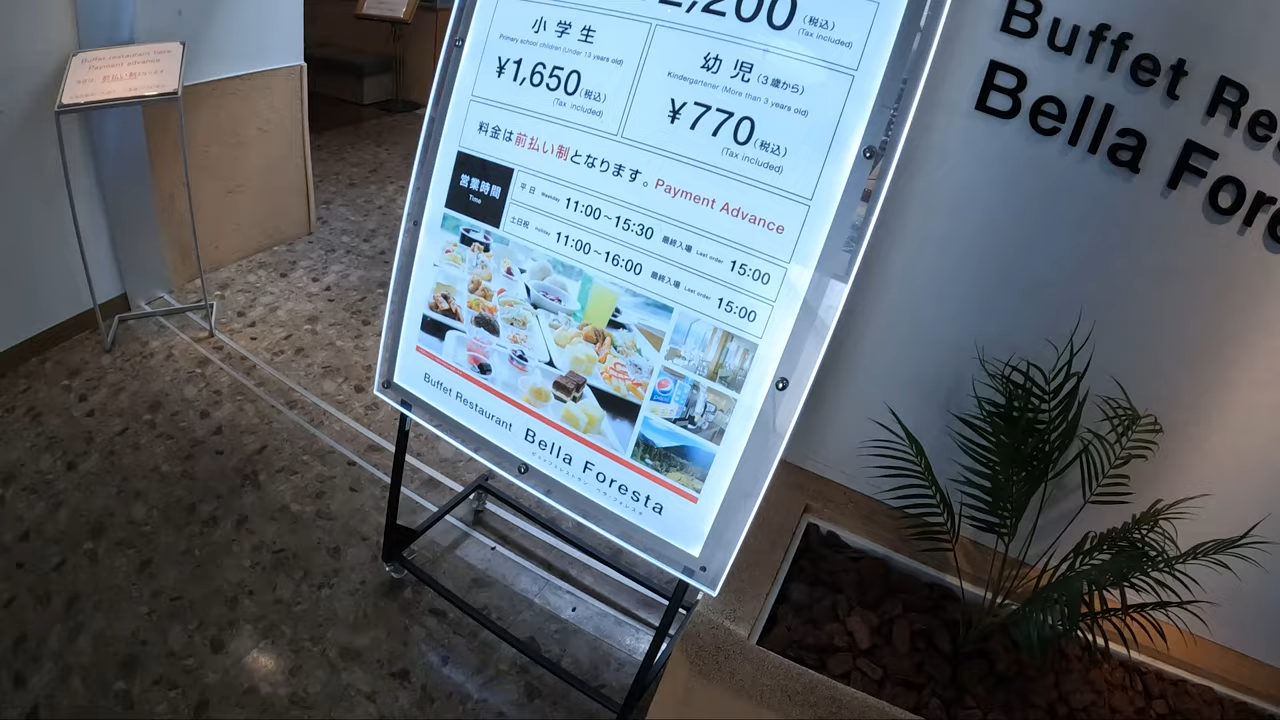 Buffet restaurant here
Payment advance
前払い制
2,200 (税込)
(Tax included)
小学生
Primary school children (Under 13 years old)
¥1,650(税込)
(Tax included)
幼児(3歳から)
Kindergartener (More than 3 years old)
¥770(税込)
(Tax included)
料金は前払い制となります。Payment Advance
営業時間
Time
平日 Weekday 11:00~15:30 最終入場 Last order 15:00
土日祝 Holiday 11:00~16:00 最終入場 Last order 15:00
pepsi
Buffet Restaurant Bella Foresta
ビュッフェレストラン ベラ・フォレスタ
Buffet Re
Bella For